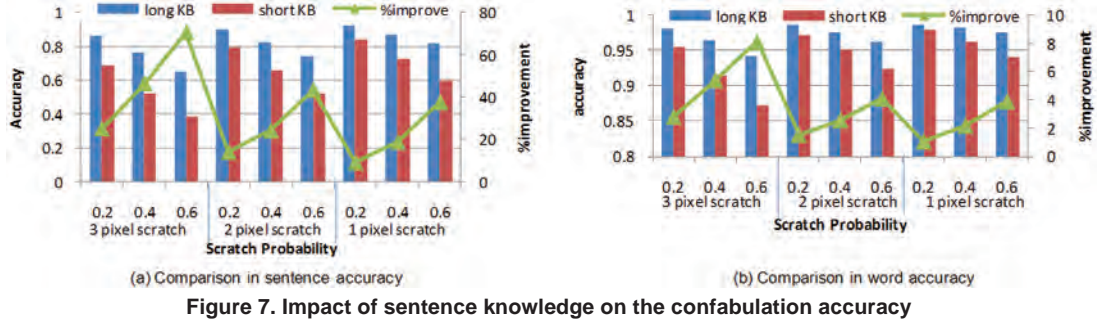 long KB short KB %improve
1
0.8
0.6
0.4
0.2
0
Accuracy
80
60
40
20
0
%improvement
0.2 0.4 0.6 0.2 0.4 0.6 0.2 0.4 0.6
3 pixel scratch 2 pixel scratch 1 pixel scratch
Scratch Probability
(a) Comparison in sentence accuracy
long KB short KB %improve
1
0.95
0.9
0.85
0.8
accuracy
10
8
6
4
2
0
%improvement
0.2 0.4 0.6 0.2 0.4 0.6 0.2 0.4 0.6
3 pixel scratch 2 pixel scratch 1 pixel scratch
Scratch Probability
(b) Comparison in word accuracy
Figure 7. Impact of sentence knowledge on the confabulation accuracy